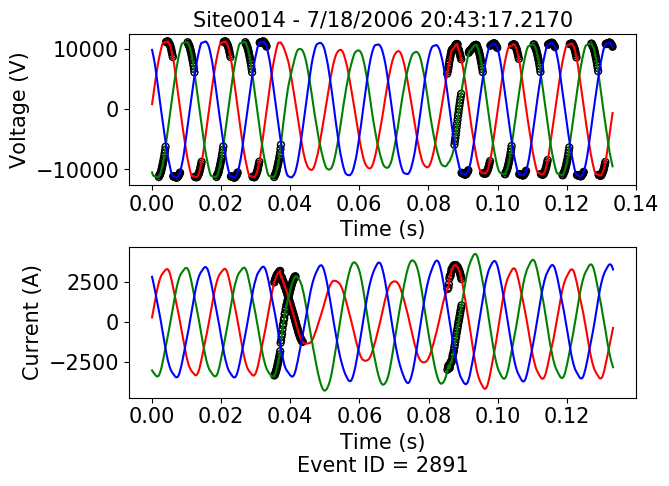 Site0014 - 7/18/2006 20:43:17.2170
Voltage (V)
10000
0
−10000
0.00 0.02 0.04 0.06 0.08 0.10 0.12 0.14
Time (s)
Current (A)
2500
0
−2500
0.00 0.02 0.04 0.06 0.08 0.10 0.12
Time (s)
Event ID = 2891